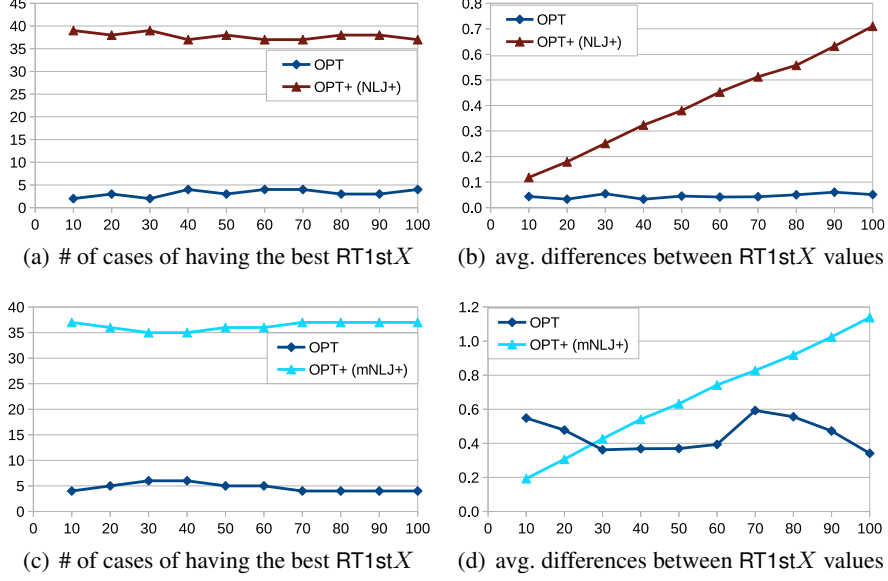 45
40
35
30
25
20
15
10
5
0
OPT
OPT+ (NLJ+)
0 10 20 30 40 50 60 70 80 90 100
(a) # of cases of having the best RT1stX
0.8
0.7
0.6
0.5
0.4
0.3
0.2
0.1
0.0
OPT
OPT+ (NLJ+)
0 10 20 30 40 50 60 70 80 90 100
(b) avg. differences between RT1stX values
40
35
30
25
20
15
10
5
0
OPT
OPT+ (mNLJ+)
0 10 20 30 40 50 60 70 80 90 100
(c) # of cases of having the best RT1stX
1.2
1.0
0.8
0.6
0.4
0.2
0.0
OPT
OPT+ (mNLJ+)
0 10 20 30 40 50 60 70 80 90 100
(d) avg. differences between RT1stX values